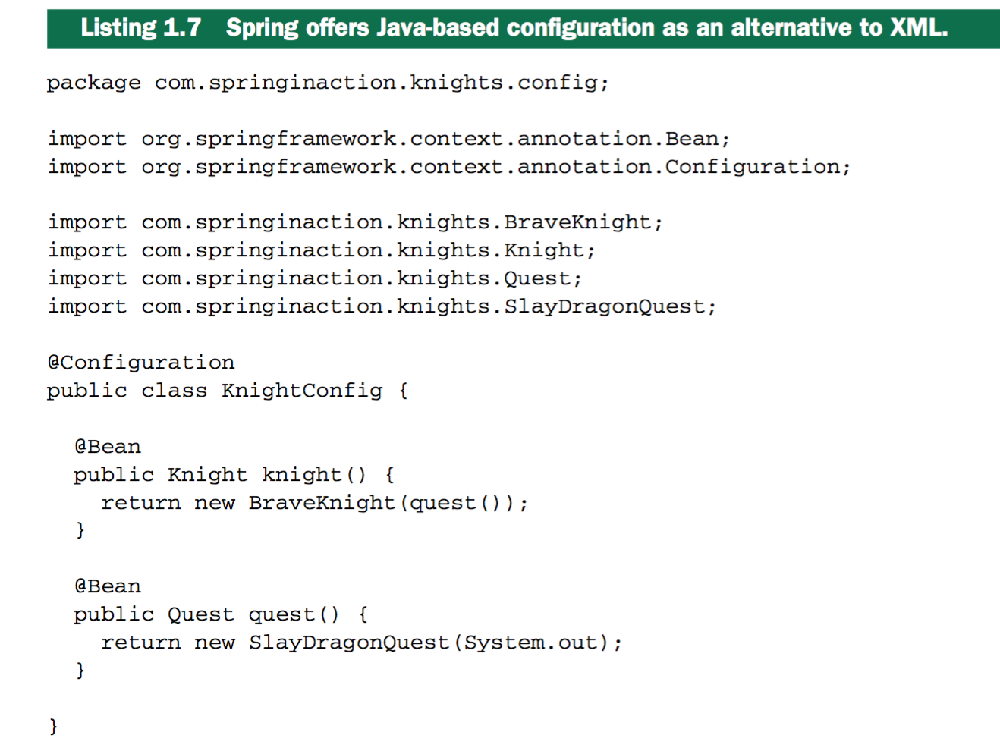 Listing 1.7 Spring offers Java-based configuration as an alternative to XML.
package com.springinaction.knights.config;
import org.springframework.context.annotation.Bean;
import org.springframework.context.annotation.Configuration;
import com.springinaction.knights.BraveKnight;
import com.springinaction.knights.Knight;
import com.springinaction.knights.Quest;
import com.springinaction.knights.SlayDragonQuest;
@Configuration
public class KnightConfig {
@Bean
public Knight knight() {
return new BraveKnight(quest());
}
@Bean
public Quest quest() {
return new SlayDragonQuest(System.out);
}
}